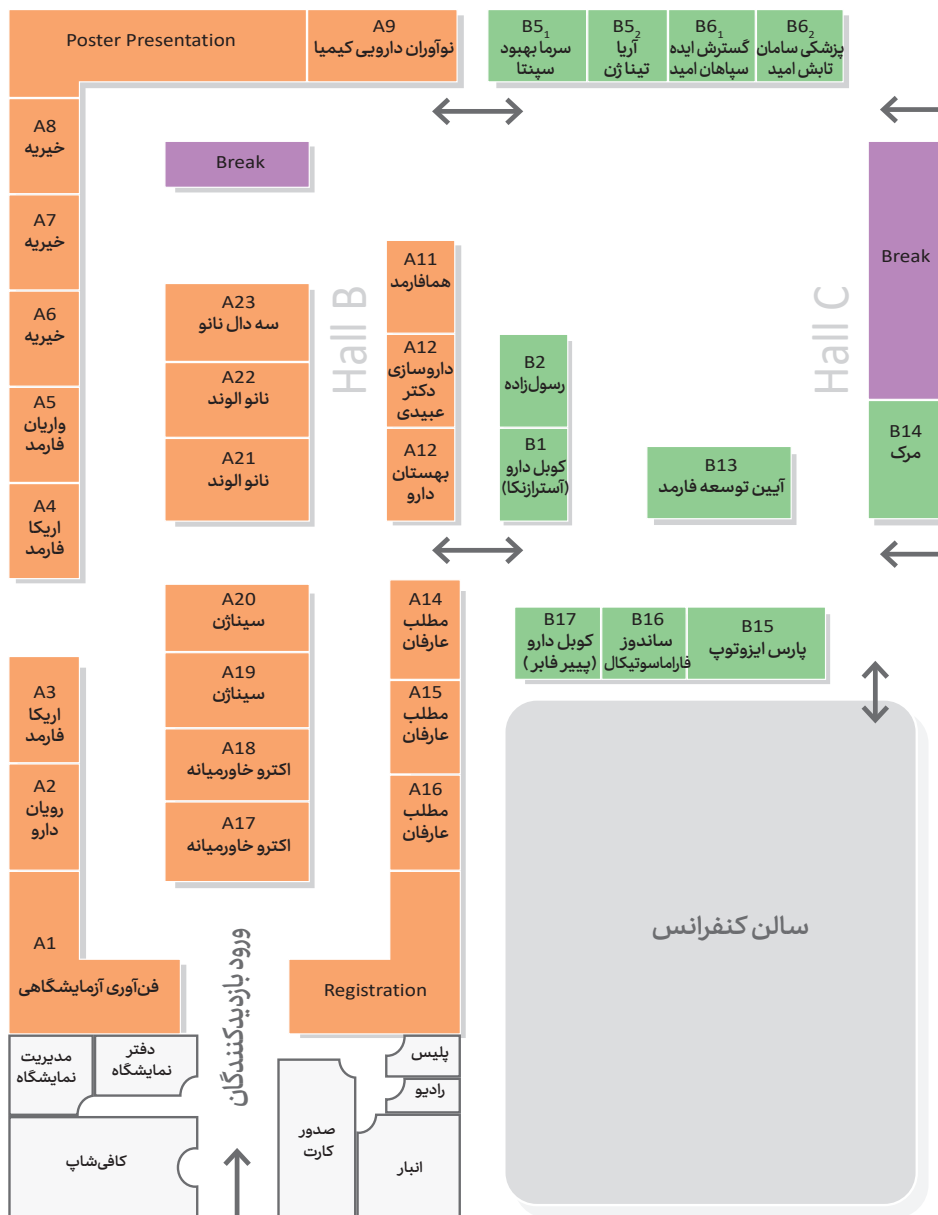 Poster Presentation
A9
نوآوران دارویی کیمیا
B5₁
سرما بهبود
سپنتا
B5₂
آریا
تینا ژن
B6₁
گسترش ایده
سپاهان امید
B6₂
پزشکی سامان
تابش امید
A8
خیریه
Break
A7
خیریه
A6
خیریه
A5
واریان
فارمد
A4
اریکا
فارمد
A23
سه دال نانو
A22
نانو الوند
A21
نانو الوند
Hall B
A11
همافارمد
A12
داروسازی
دکتر
عبیدی
A12
بهستان
دارو
B2
رسول‌زاده
B1
کوبل دارو
(آسترازنکا)
Hall C
B13
آیین توسعه فارمد
Break
B14
مرک
A3
اریکا
فارمد
A2
رویان
دارو
A1
فن‌آوری آزمایشگاهی
A20
سیناژن
A19
سیناژن
A18
اکترو خاورمیانه
A17
اکترو خاورمیانه
A14
مطلب
عارفان
A15
مطلب
عارفان
A16
مطلب
عارفان
Registration
B17
کوبل دارو
(پییر فابر)
B16
ساندوز
فاراماسوتیکال
B15
پارس ایزوتوپ
سالن کنفرانس
ورود بازدیدکنندگان
مدیریت
نمایشگاه
دفتر
نمایشگاه
کافی‌شاپ
صدور
کارت
پلیس
رادیو
انبار